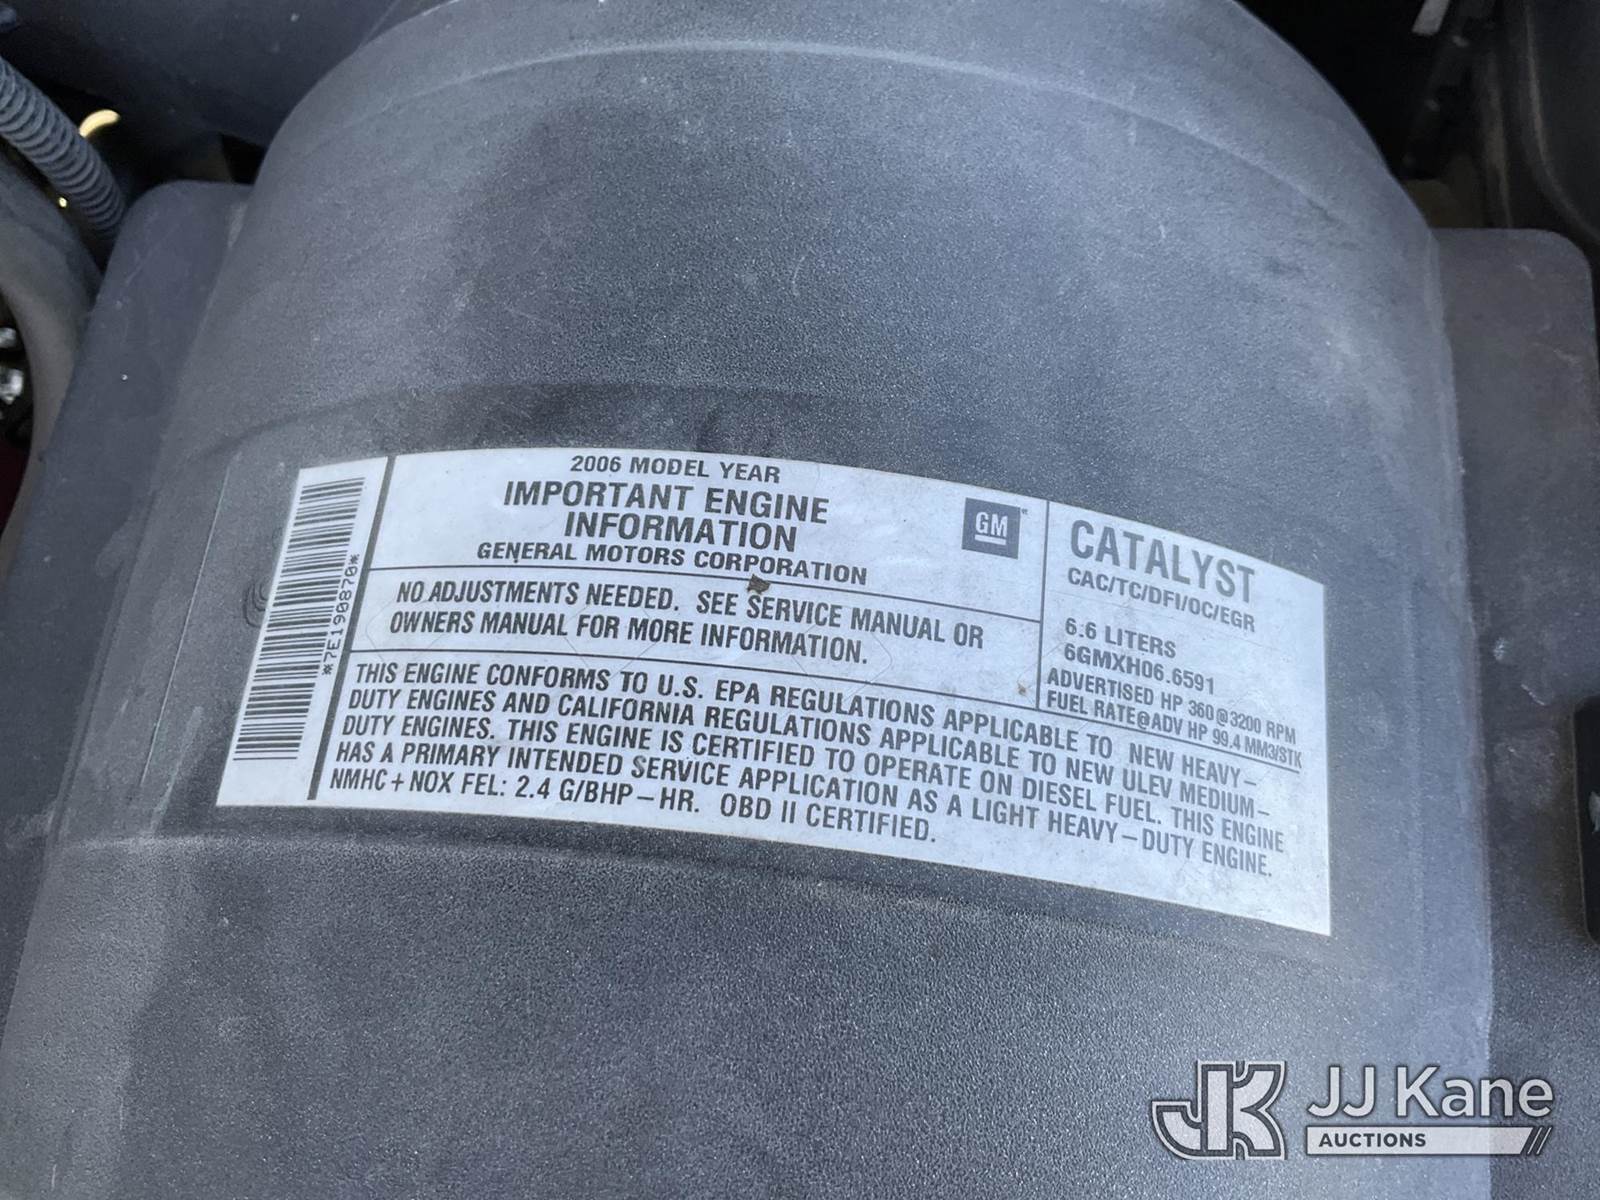 2006 MODEL YEAR
IMPORTANT ENGINE
INFORMATION
GENERAL MOTORS CORPORATION
GM
NO ADJUSTMENTS NEEDED. SEE SERVICE MANUAL OR
OWNERS MANUAL FOR MORE INFORMATION.
CATALYST
CAC/TC/DFI/OC/EGR
6.6 LITERS
6GMXH06.6591
ADVERTISED HP 360@3200 RPM
FUEL RATE@ADV HP 99.4 MM3/STK
THIS ENGINE CONFORMS TO U.S. EPA REGULATIONS APPLICABLE TO NEW HEAVY-
DUTY ENGINES AND CALIFORNIA REGULATIONS APPLICABLE TO NEW ULEV MEDIUM-
DUTY ENGINES. THIS ENGINE IS CERTIFIED TO OPERATE ON DIESEL FUEL. THIS ENGINE
HAS A PRIMARY INTENDED SERVICE APPLICATION AS A LIGHT HEAVY-DUTY ENGINE.
NMHC+NOX FEL: 2.4 G/BHP-HR. OBD II CERTIFIED.
*7E190870*
JK JJ Kane
AUCTIONS